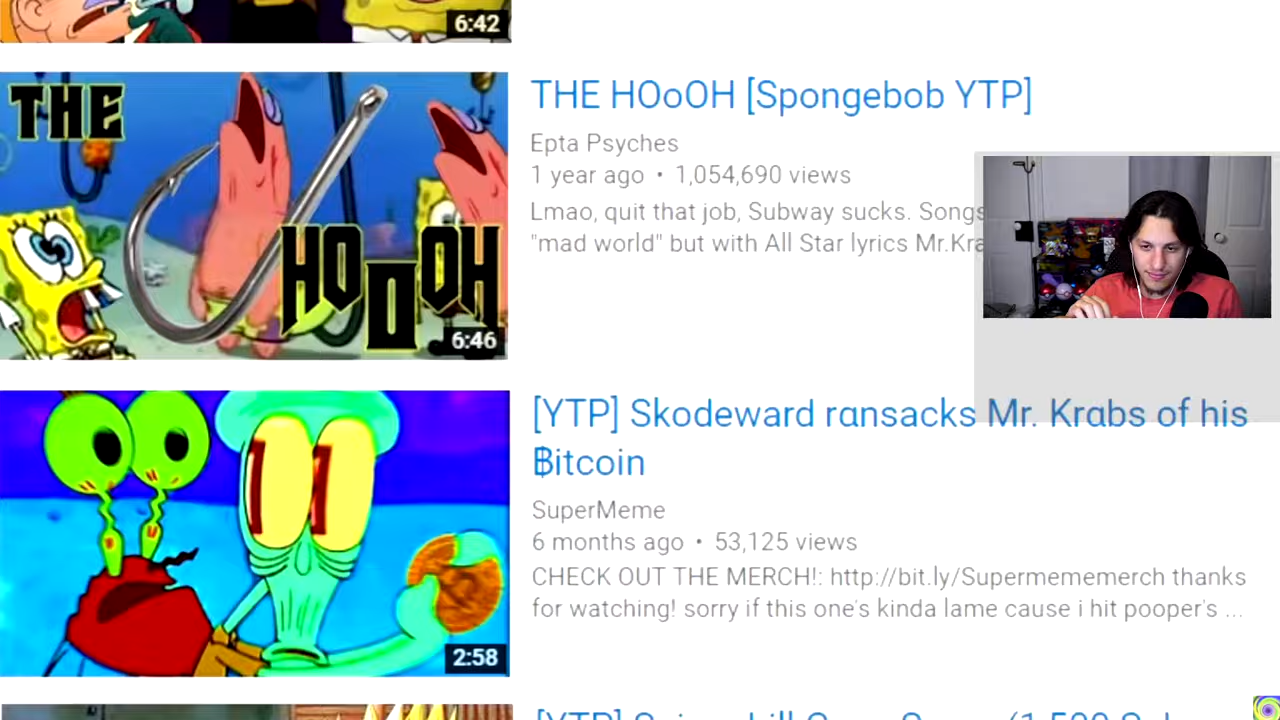 6:42
THE
HOoOH
6:46
THE HOoOH [Spongebob YTP]
Epta Psyches
1 year ago • 1,054,690 views
Lmao, quit that job, Subway sucks. Songs
"mad world" but with All Star lyrics Mr.Kra
2:58
[YTP] Skodeward ransacks Mr. Krabs of his
₿itcoin
SuperMeme
6 months ago • 53,125 views
CHECK OUT THE MERCH!: http://bit.ly/Supermememerch thanks
for watching! sorry if this one's kinda lame cause i hit pooper's ...
[YTP]